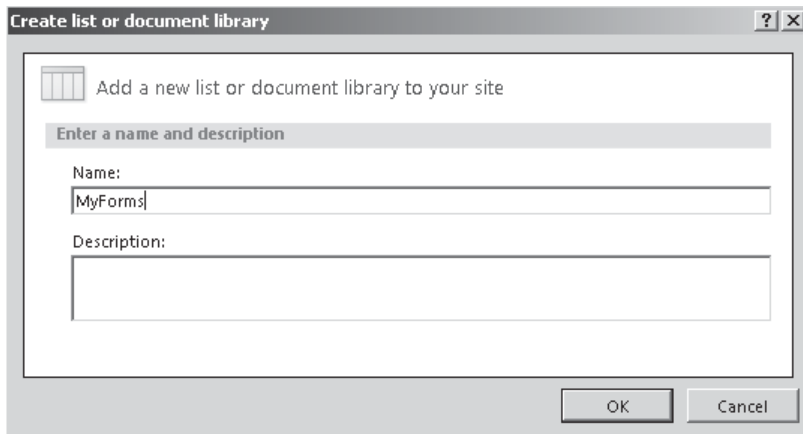 Create list or document library
Add a new list or document library to your site
Enter a name and description
Name:
MyForms
Description:
OK Cancel